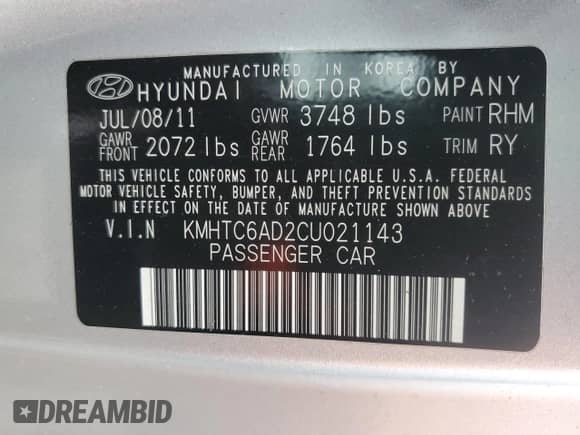 MANUFACTURED IN KOREA BY
HYUNDAI MOTOR COMPANY
JUL/08/11 GVWR 3748 lbs PAINT RHM
GAWR FRONT 2072 lbs GAWR REAR 1764 lbs TRIM RY
THIS VEHICLE CONFORMS TO ALL APPLICABLE U.S.A. FEDERAL
MOTOR VEHICLE SAFETY, BUMPER, AND THEFT PREVENTION STANDARDS
IN EFFECT ON THE DATE OF MANUFACTURE SHOWN ABOVE
V.I.N KMHTC6AD2CU021143
PASSENGER CAR
DREAMBID